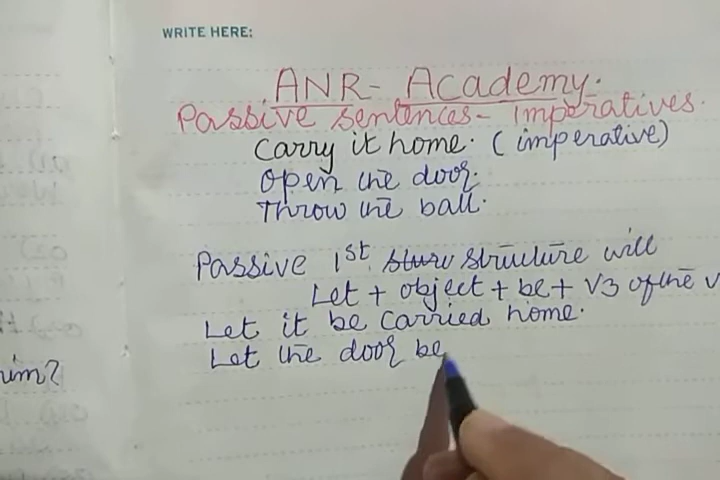 WRITE HERE:
ANR- Academy.
Passive sentences- imperatives.
Carry it home. (imperative)
Open the door.
Throw the ball.
Passive 1st structure will
Let + object + be + V3 of the v
Let it be carried home.
Let the door be
him?